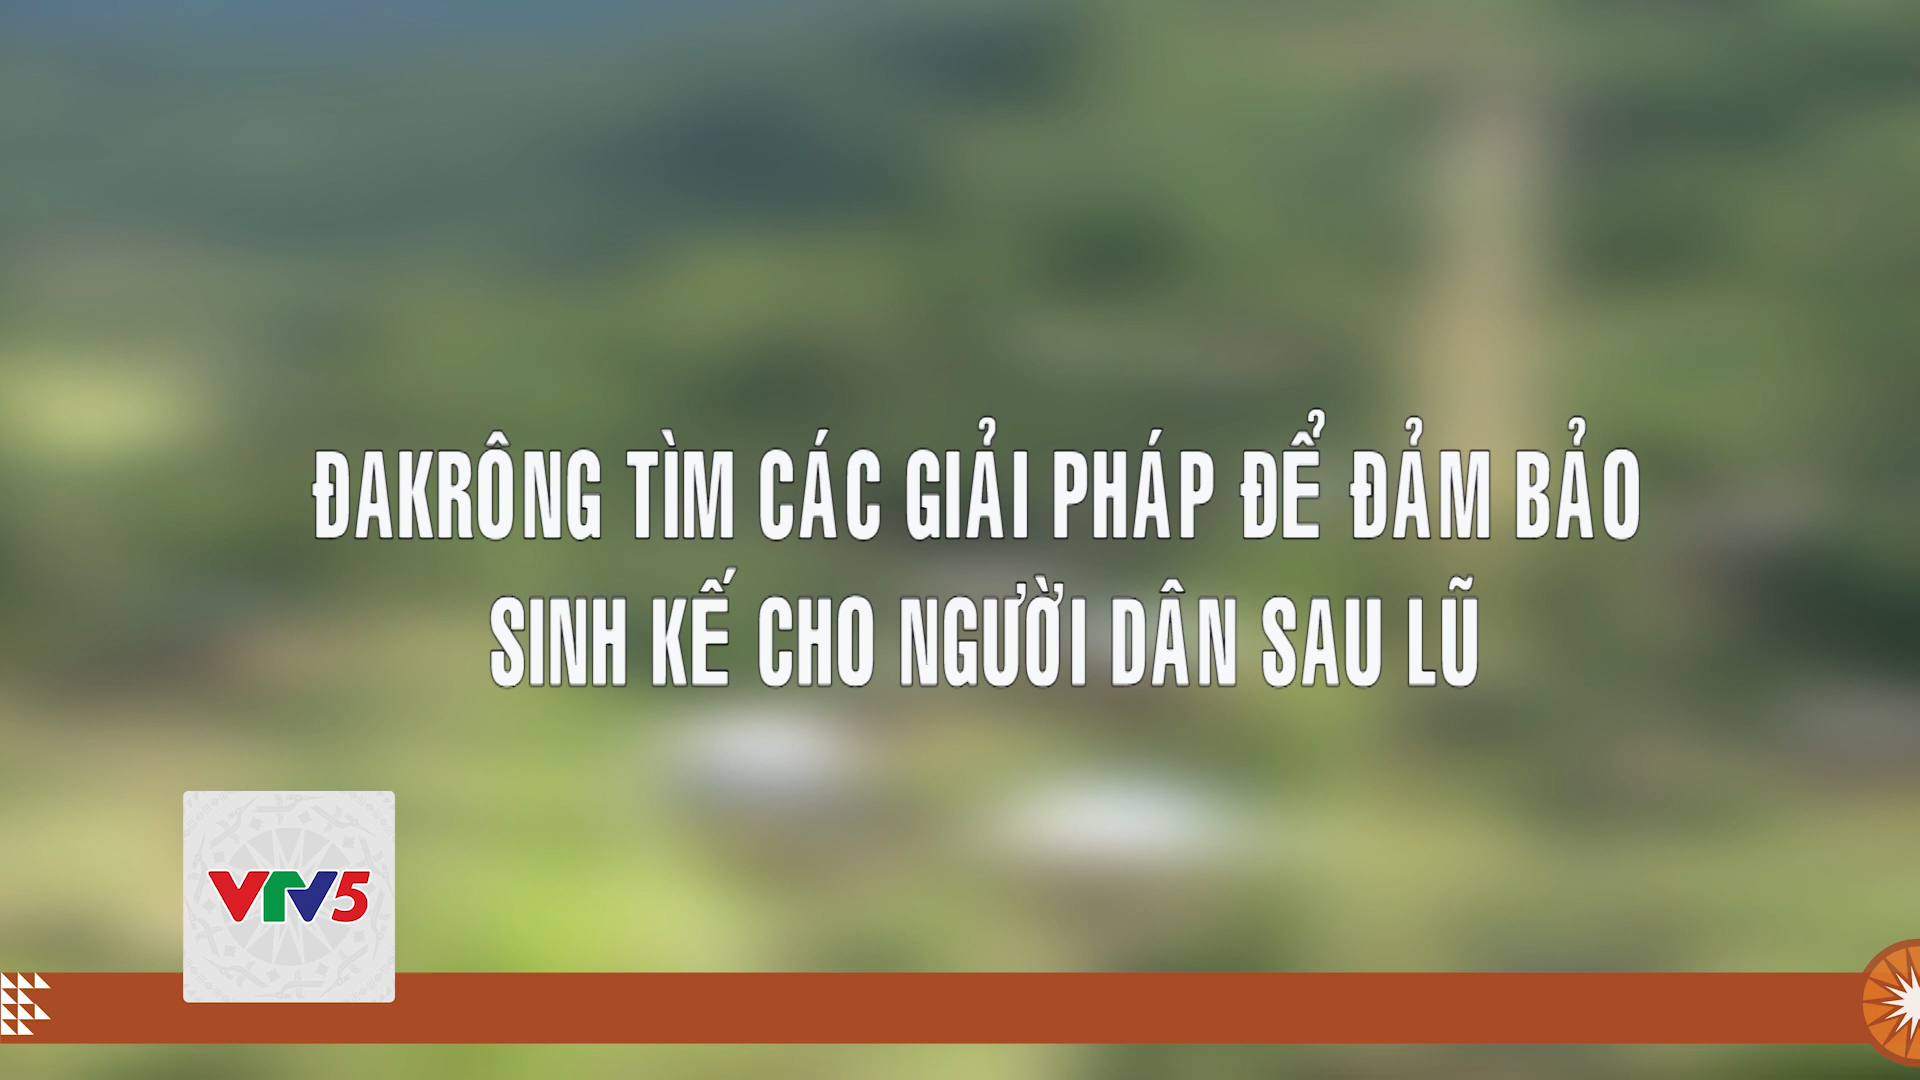 ĐAKRÔNG TÌM CÁC GIẢI PHÁP ĐỂ ĐẢM BẢO
SINH KẾ CHO NGƯỜI DÂN SAU LŨ
VTV5